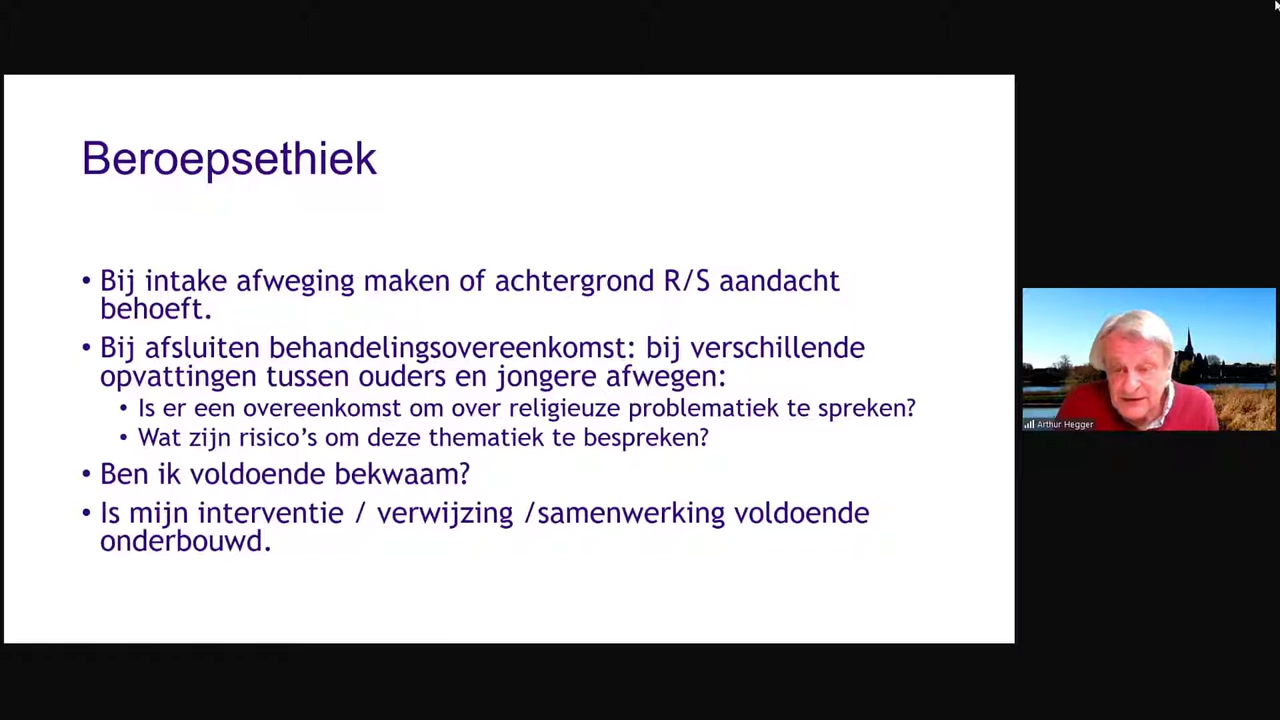 Beroepsethiek
• Bij intake afweging maken of achtergrond R/S aandacht
behoeft.
• Bij afsluiten behandelingsovereenkomst: bij verschillende
opvattingen tussen ouders en jongere afwegen:
• Is er een overeenkomst om over religieuze problematiek te spreken?
• Wat zijn risico’s om deze thematiek te bespreken?
• Ben ik voldoende bekwaam?
• Is mijn interventie / verwijzing /samenwerking voldoende
onderbouwd.
Arthur Hegger